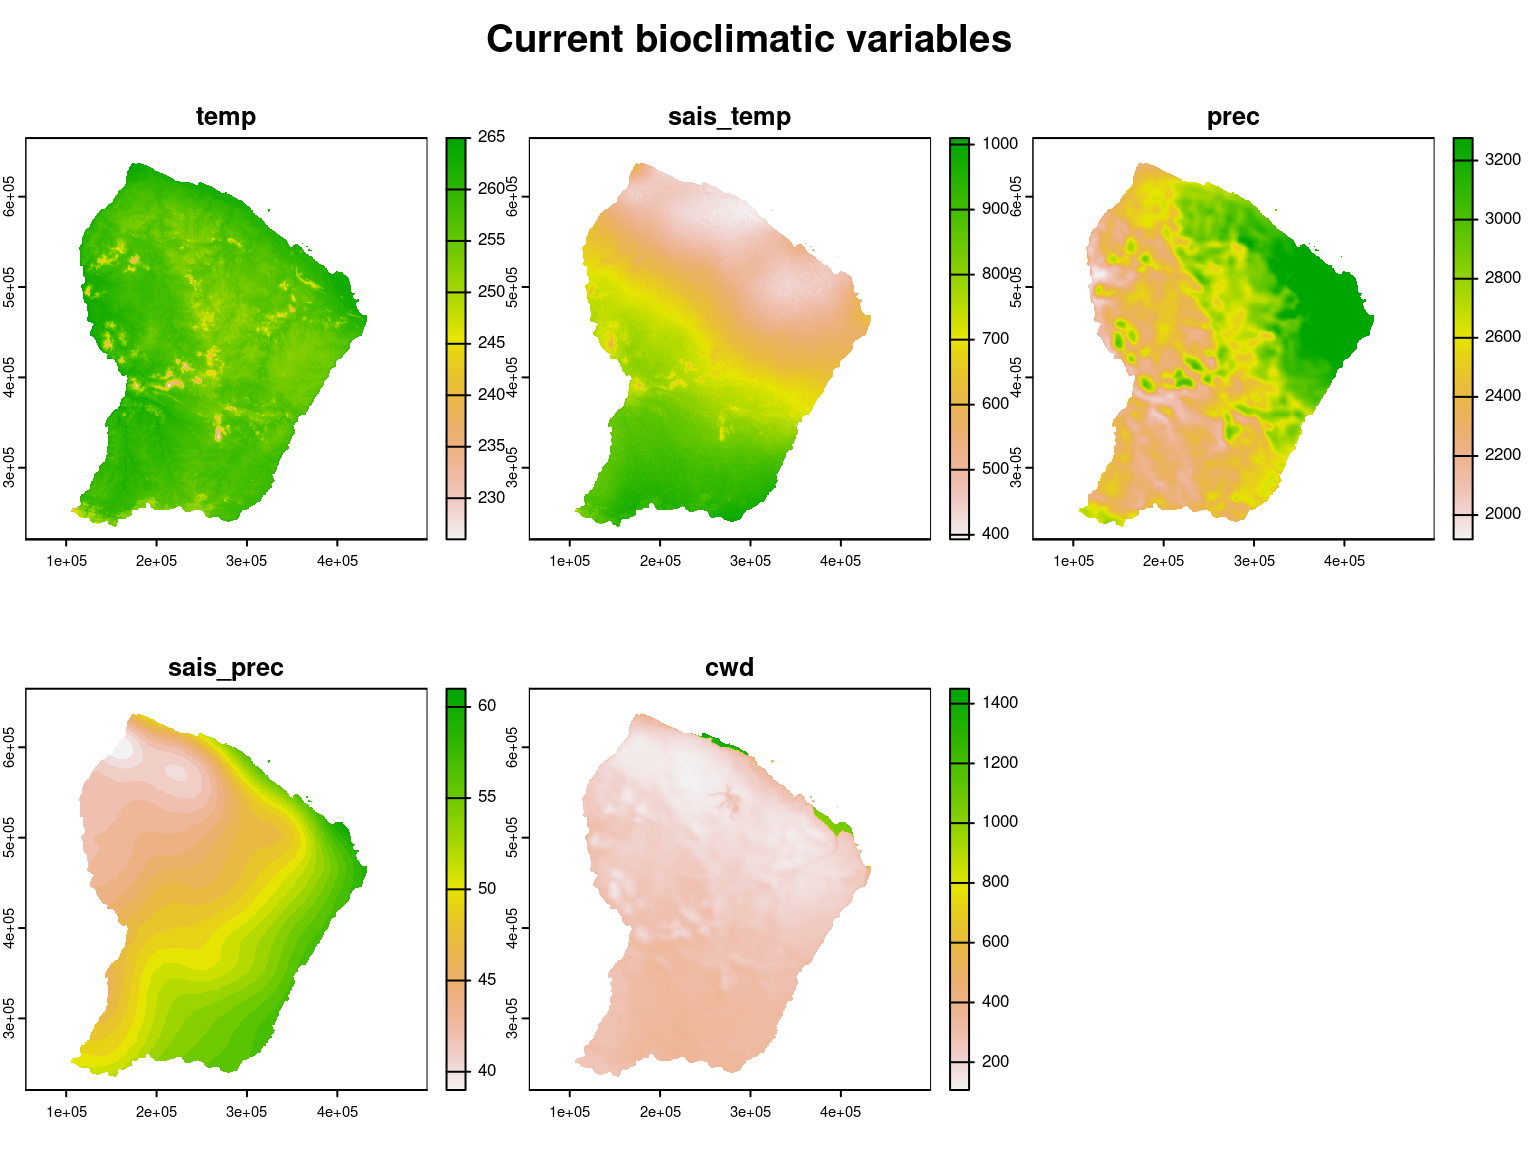 Current bioclimatic variables
temp
3e+05 4e+05 5e+05 6e+05
1e+05 2e+05 3e+05 4e+05
265
260
255
250
245
240
235
230
sais_temp
3e+05 4e+05 5e+05 6e+05
1e+05 2e+05 3e+05 4e+05
1000
900
800
700
600
500
400
prec
3e+05 4e+05 5e+05 6e+05
1e+05 2e+05 3e+05 4e+05
3200
3000
2800
2600
2400
2200
2000
sais_prec
3e+05 4e+05 5e+05 6e+05
1e+05 2e+05 3e+05 4e+05
60
55
50
45
40
cwd
3e+05 4e+05 5e+05 6e+05
1e+05 2e+05 3e+05 4e+05
1400
1200
1000
800
600
400
200